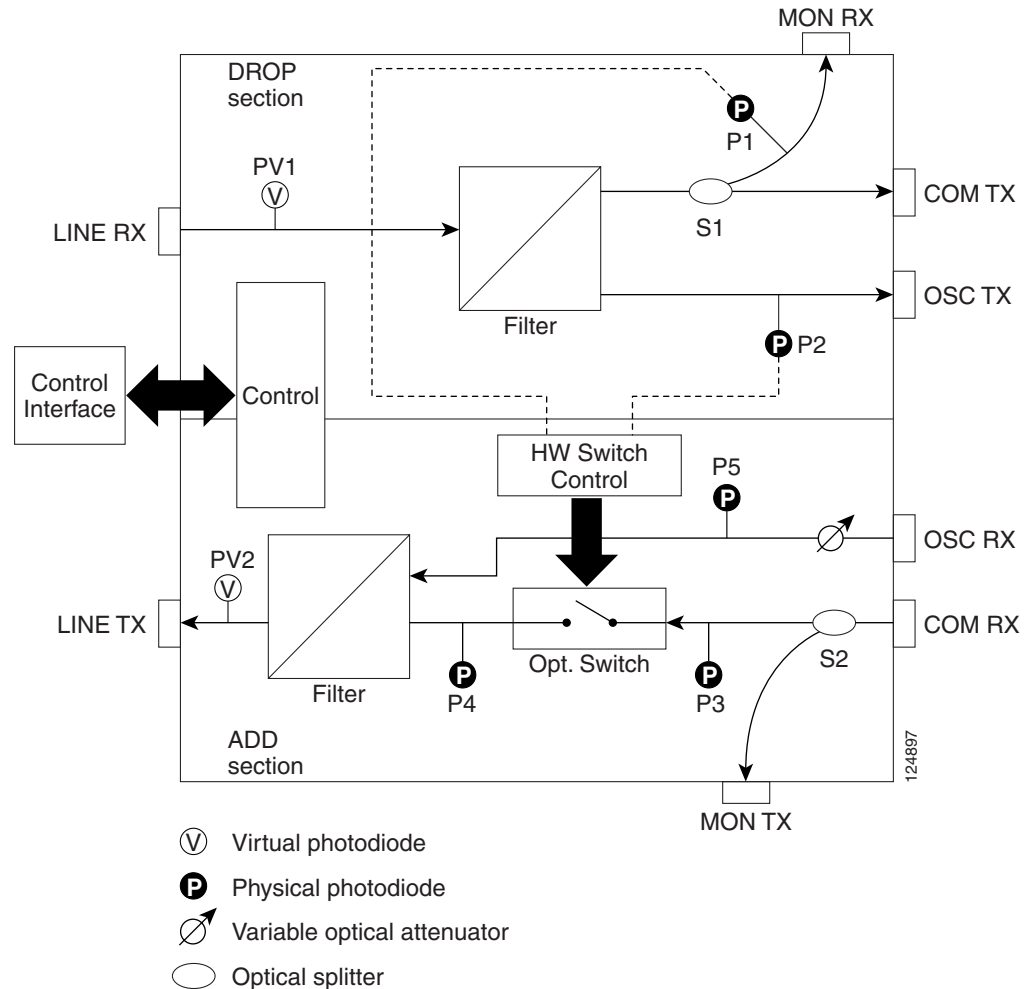 MON RX
DROP
section
P
P1
PV1
V
COM TX
S1
LINE RX
OSC TX
Filter
P
P2
Control
Interface
Control
HW Switch
Control
P5
P
OSC RX
PV2
V
LINE TX
COM RX
S2
Opt. Switch
Filter
P
P4
P
P3
ADD
section
124897
MON TX
V Virtual photodiode
P Physical photodiode
Variable optical attenuator
Optical splitter